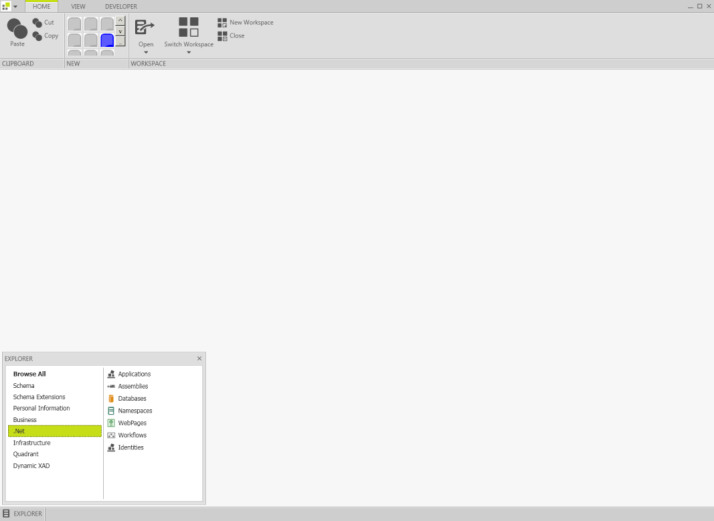 HOME VIEW DEVELOPER
Paste
Cut
Copy
Open
Switch Workspace
New Workspace
Close
CLIPBOARD NEW WORKSPACE
EXPLORER
Browse All
Schema
Schema Extensions
Personal Information
Business
.Net
Infrastructure
Quadrant
Dynamic XAD
Applications
Assemblies
Databases
Namespaces
WebPages
Workflows
Identities
EXPLORER